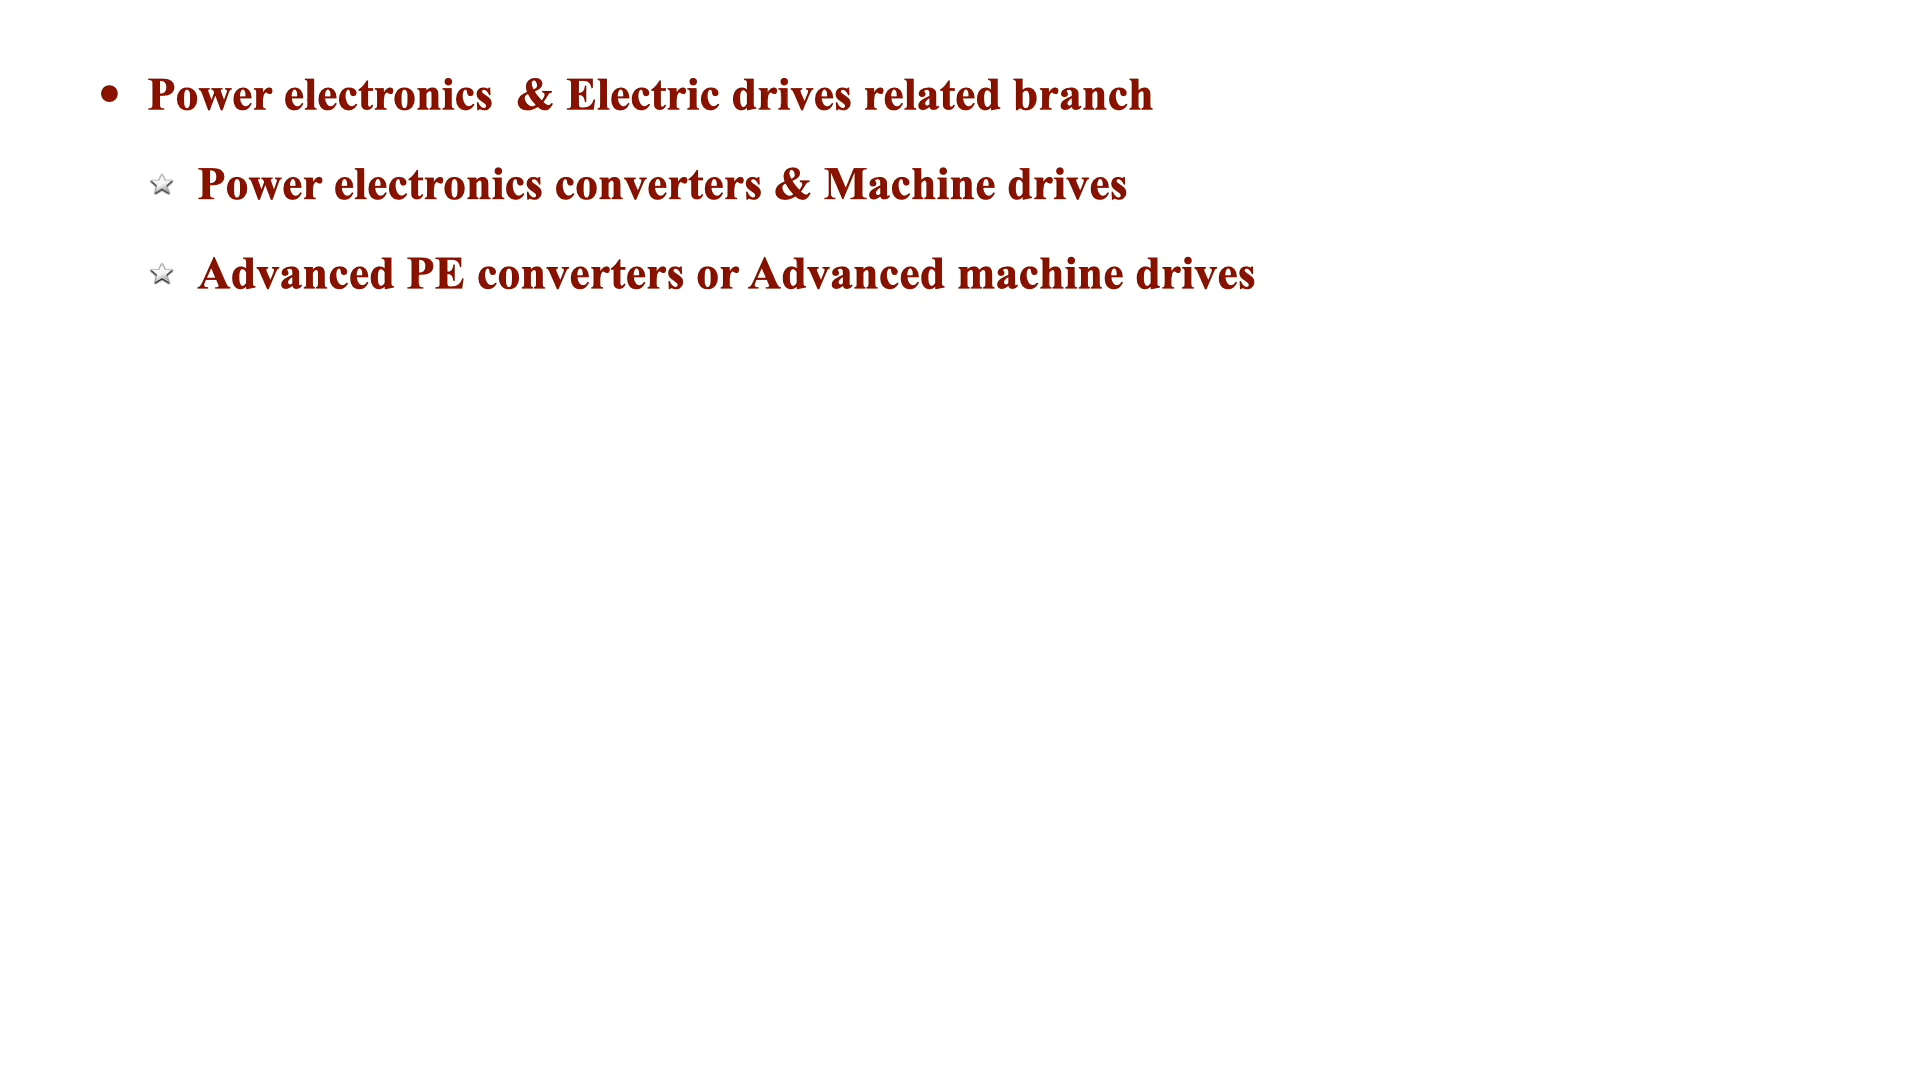 • Power electronics  & Electric drives related branch
☆ Power electronics converters & Machine drives
☆ Advanced PE converters or Advanced machine drives